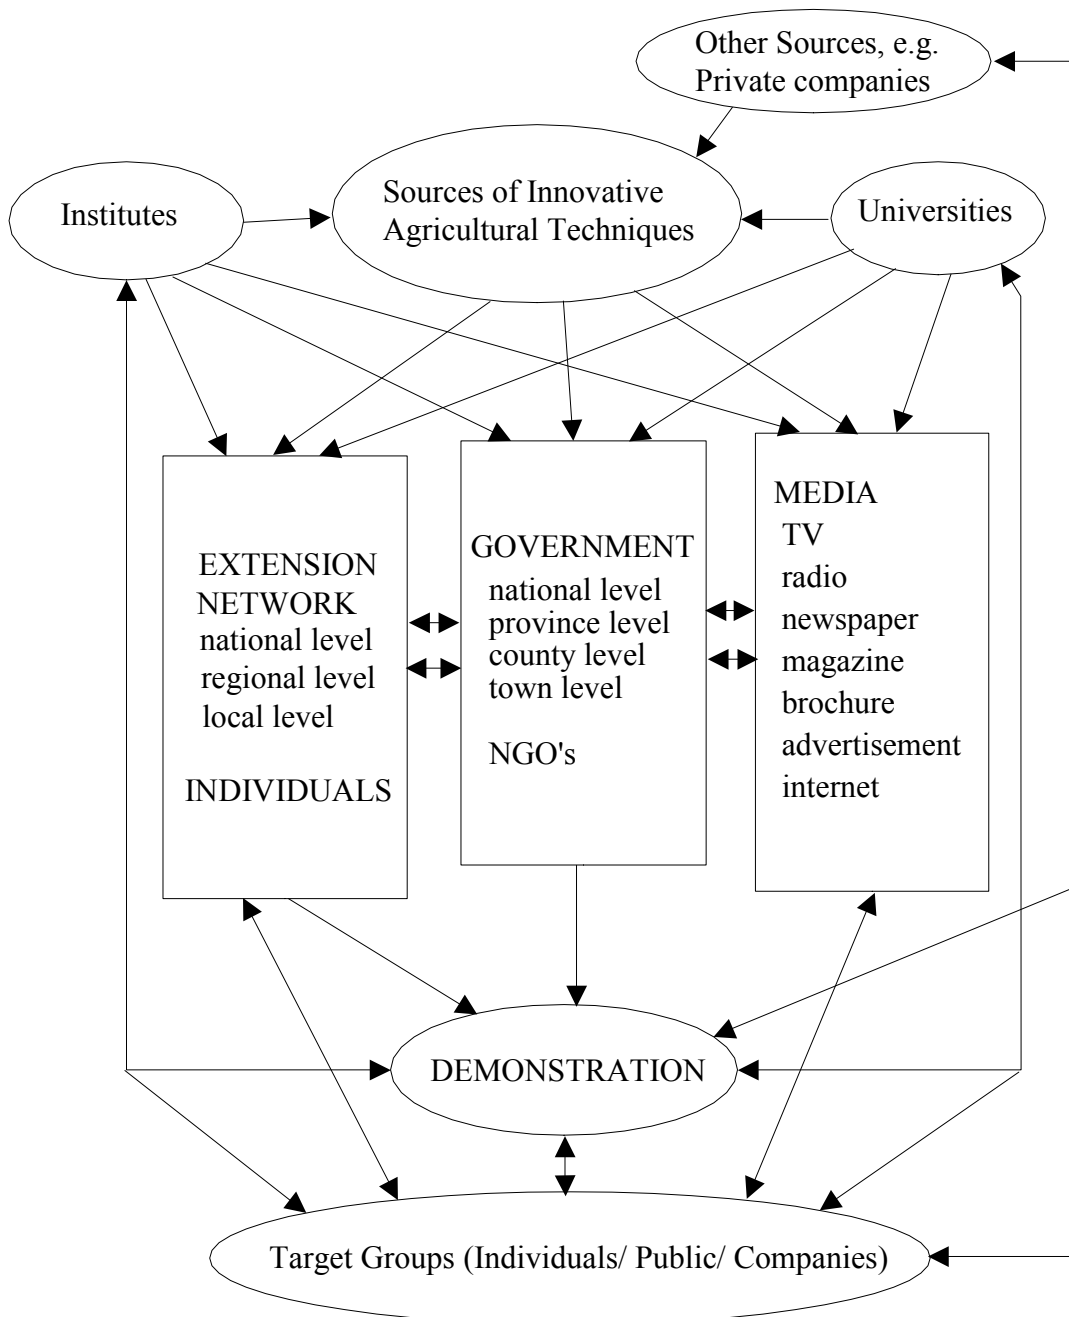 Other Sources, e.g.
Private companies
Institutes
Sources of Innovative
Agricultural Techniques
Universities
EXTENSION
NETWORK
national level
regional level
local level
INDIVIDUALS
GOVERNMENT
national level
province level
county level
town level
NGO's
MEDIA
TV
radio
newspaper
magazine
brochure
advertisement
internet
DEMONSTRATION
Target Groups (Individuals/ Public/ Companies)